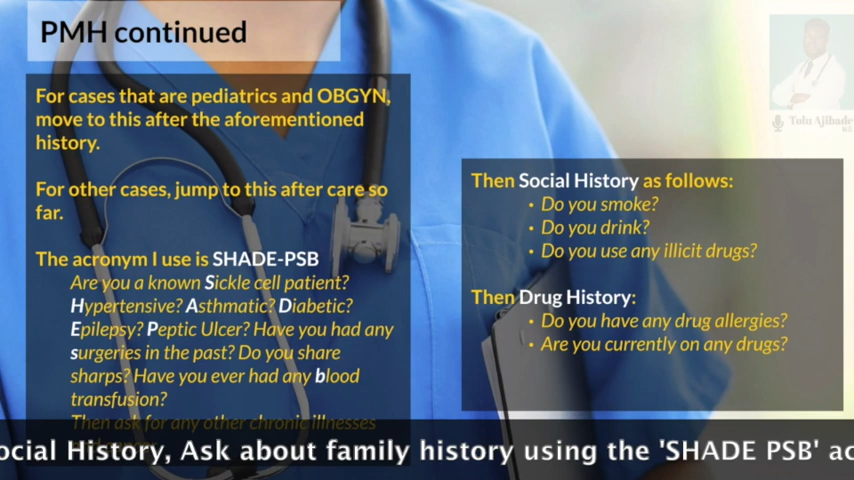 PMH continued
For cases that are pediatrics and OBGYN,
move to this after the aforementioned
history.
For other cases, jump to this after care so
far.
The acronym I use is SHADE-PSB
Are you a known Sickle cell patient?
Hypertensive? Asthmatic? Diabetic?
Epilepsy? Peptic Ulcer? Have you had any
surgeries in the past? Do you share
sharps? Have you ever had any blood
transfusion?
Then ask for any other chronic illnesses
Tolu Ajibade
Then Social History as follows:
• Do you smoke?
• Do you drink?
• Do you use any illicit drugs?
Then Drug History:
• Do you have any drug allergies?
• Are you currently on any drugs?
ocial History, Ask about family history using the 'SHADE PSB' ac